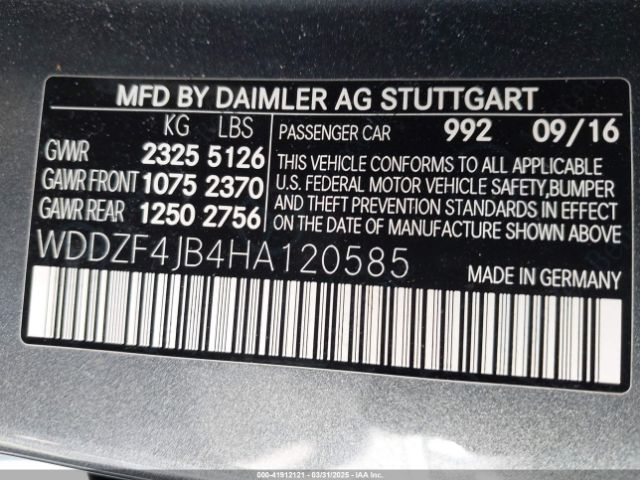 MFD BY DAIMLER AG STUTTGART
KG LBS
GVWR 2325 5126
GAWR FRONT 1075 2370
GAWR REAR 1250 2756
PASSENGER CAR 992 09/16
THIS VEHICLE CONFORMS TO ALL APPLICABLE
U.S. FEDERAL MOTOR VEHICLE SAFETY,BUMPER
AND THEFT PREVENTION STANDARDS IN EFFECT
ON THE DATE OF MANUFACTURE SHOWN ABOVE.
WDDZF4JB4HA120585
MADE IN GERMANY
000-41912121 - 03/31/2025 - IAA Inc.